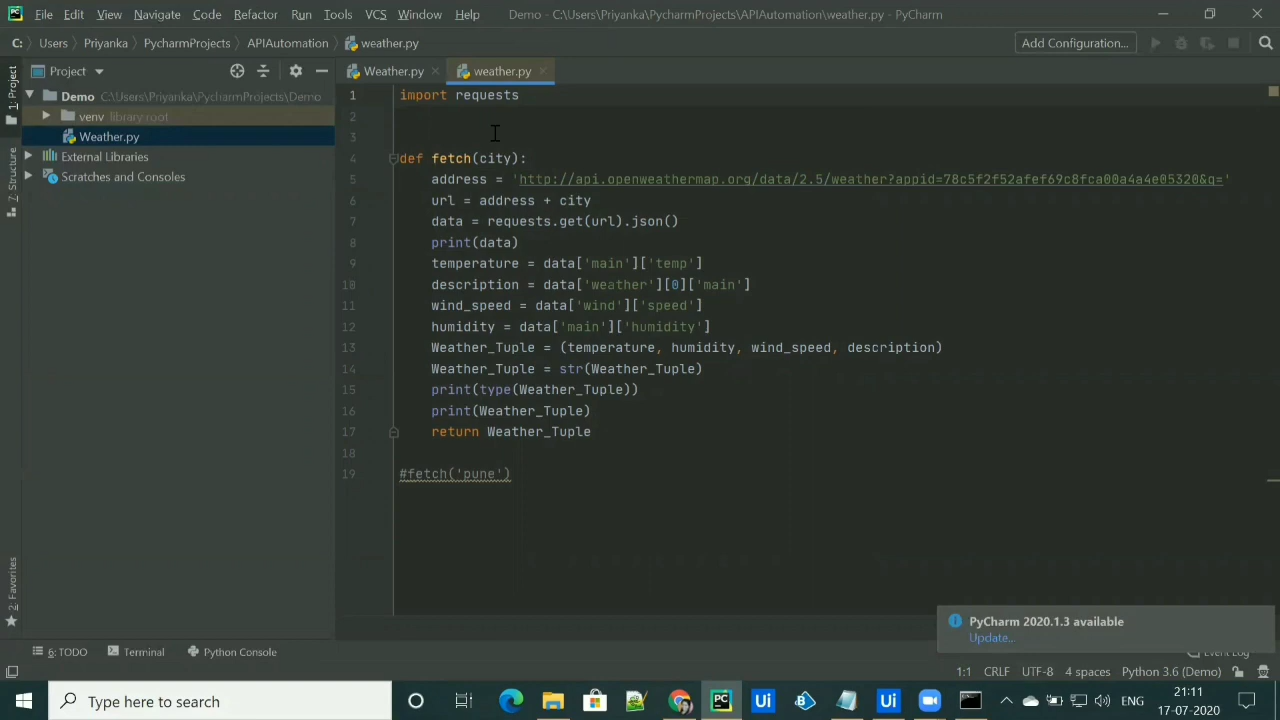 File Edit View Navigate Code Refactor Run Tools VCS Window Help Demo - C:\Users\Priyanka\PycharmProjects\APIAutomation\weather.py - PyCharm
C: Users Priyanka PycharmProjects APIAutomation weather.py Add Configuration...
Project Weather.py weather.py
1: Project
Demo C:\Users\Priyanka\PycharmProjects\Demo
venv library root
Weather.py
External Libraries
Scratches and Consoles
7: Structure
2: Favorites
1 import requests
2
3
4 def fetch(city):
5 address = 'http://api.openweathermap.org/data/2.5/weather?appid=78c5f2f52afef69c8fca00a4a4e05320&q='
6 url = address + city
7 data = requests.get(url).json()
8 print(data)
9 temperature = data['main']['temp']
10 description = data['weather'][0]['main']
11 wind_speed = data['wind']['speed']
12 humidity = data['main']['humidity']
13 Weather_Tuple = (temperature, humidity, wind_speed, description)
14 Weather_Tuple = str(Weather_Tuple)
15 print(type(Weather_Tuple))
16 print(Weather_Tuple)
17 return Weather_Tuple
18
19 #fetch('pune')
PyCharm 2020.1.3 available
Update...
6: TODO Terminal Python Console Event Log
1:1 CRLF UTF-8 4 spaces Python 3.6 (Demo)
Type here to search
ENG
21:11
17-07-2020